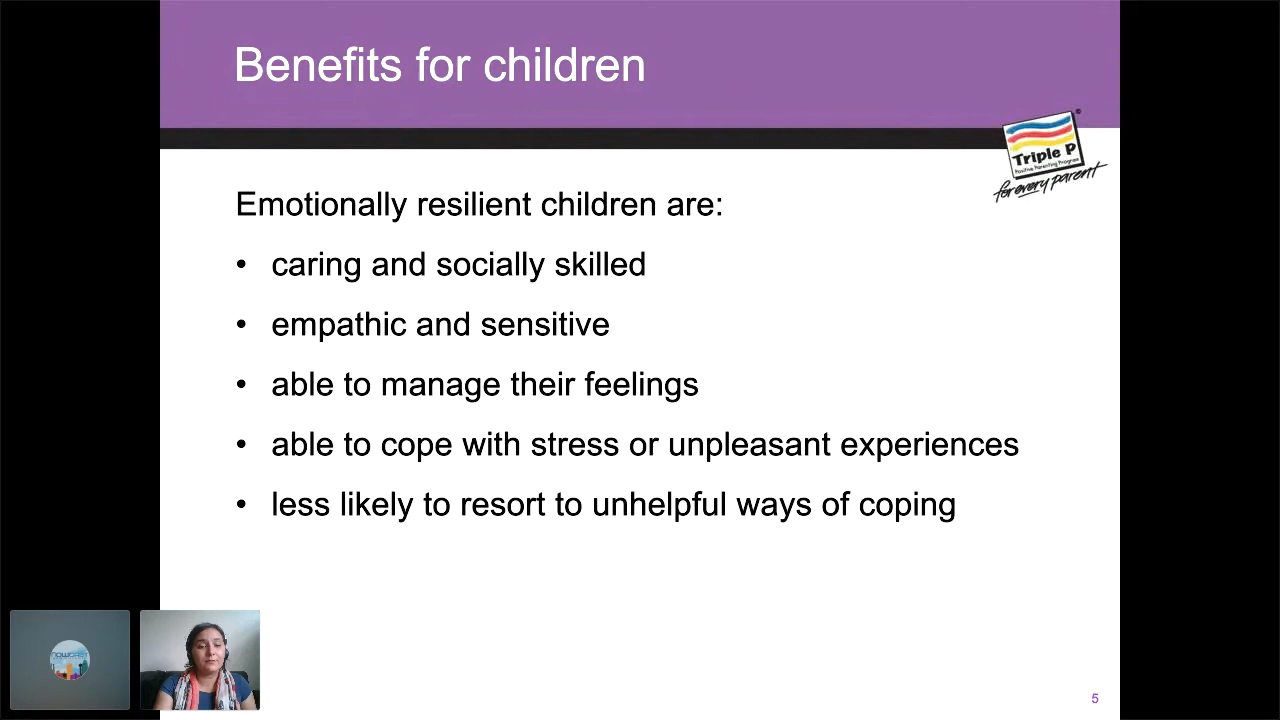 Benefits for children
Triple P
Positive Parenting Program
for every parent
Emotionally resilient children are:
• caring and socially skilled
• empathic and sensitive
• able to manage their feelings
• able to cope with stress or unpleasant experiences
• less likely to resort to unhelpful ways of coping
5